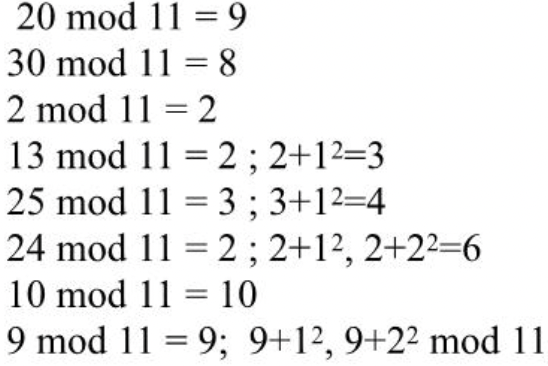 20 mod 11 = 9
30 mod 11 = 8
2 mod 11 = 2
13 mod 11 = 2 ; 2+1²=3
25 mod 11 = 3 ; 3+1²=4
24 mod 11 = 2 ; 2+1², 2+2²=6
10 mod 11 = 10
9 mod 11 = 9;  9+1², 9+2² mod 11